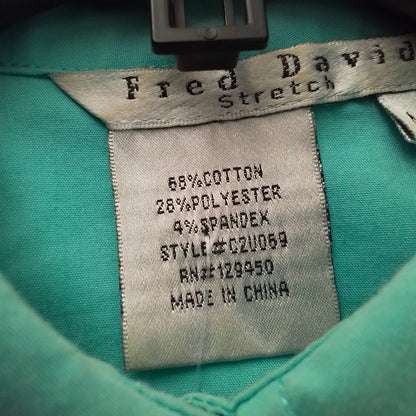 Fred David
Stretch
68% COTTON
28% POLYESTER
4% SPANDEX
STYLE# C2U069
RN# 129450
MADE IN CHINA